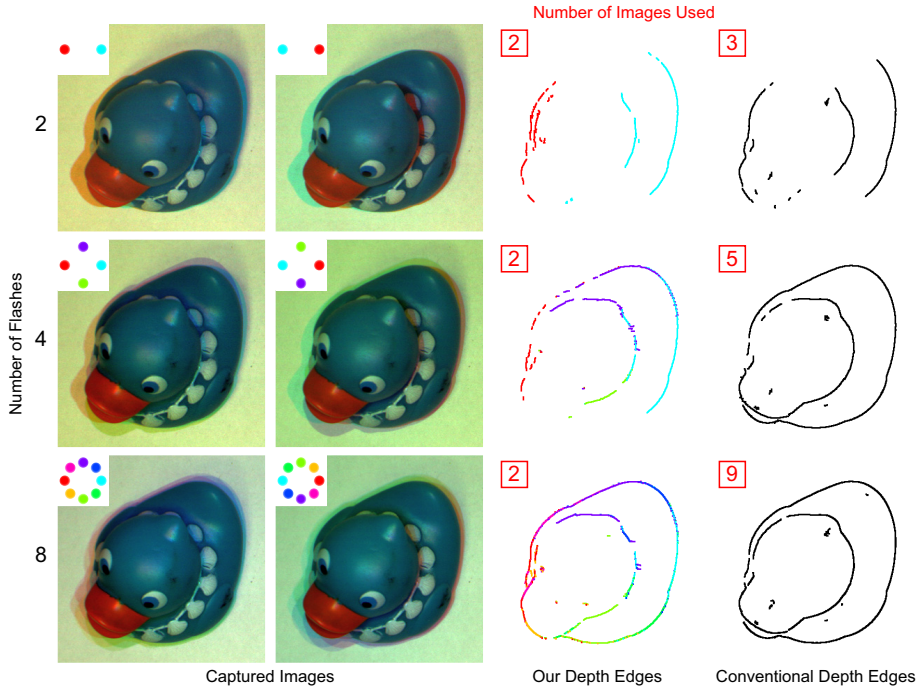 Number of Images Used
2
2
3
Number of Flashes
4
2
5
8
2
9
Captured Images
Our Depth Edges
Conventional Depth Edges